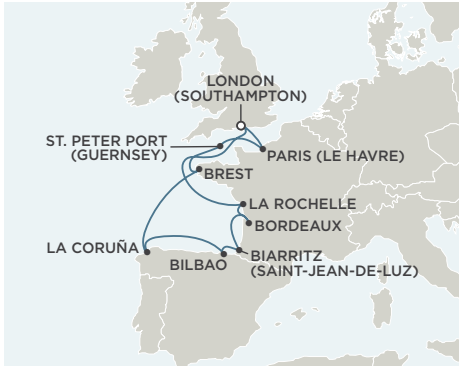 LONDON
(SOUTHAMPTON)
ST. PETER PORT
(GUERNSEY)
PARIS (LE HAVRE)
BREST
LA ROCHELLE
BORDEAUX
LA CORUÑA
BILBAO
BIARRITZ
(SAINT-JEAN-DE-LUZ)